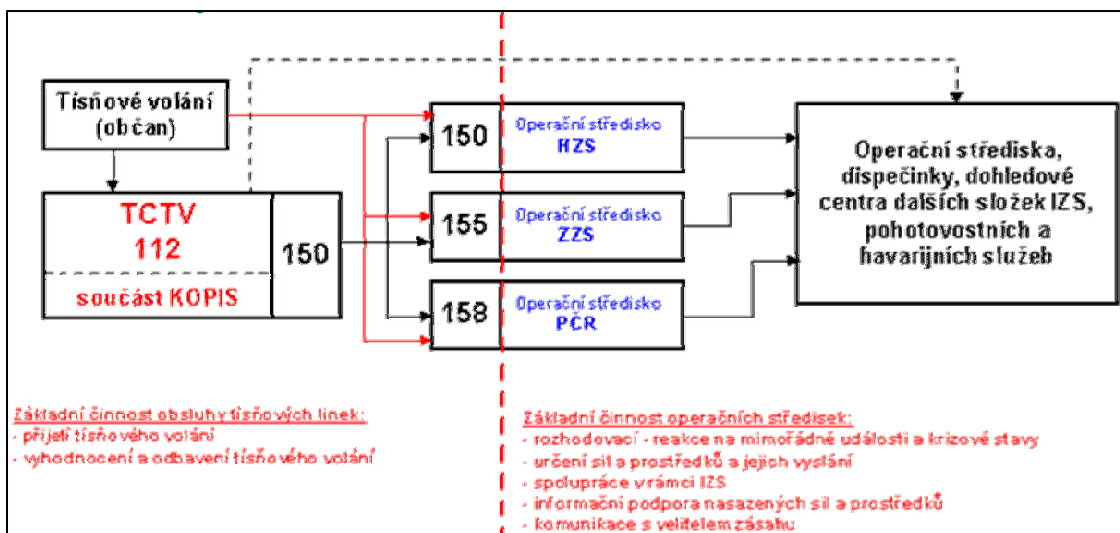 Tísňové volání
(občan)
TCTV
112
150
součást KOPIS
150
Operační středisko
HZS
155
Operační středisko
ZZS
158
Operační středisko
PČR
Operační střediska,
dispečinky, dohledové
centra dalších složek IZS,
pohotovostních a
havarijních služeb
Základní činnost obsluhy tísňových linek:
- přijetí tísňového volání
- vyhodnocení a odbavení tísňového volání
Základní činnost operačních středisek:
- rozhodovací - reakce na mimořádné události a krizové stavy
- určení sil a prostředků a jejich vyslání
- spolupráce v rámci IZS
- informační podpora nasazených sil a prostředků
- komunikace s velitelem zásahu